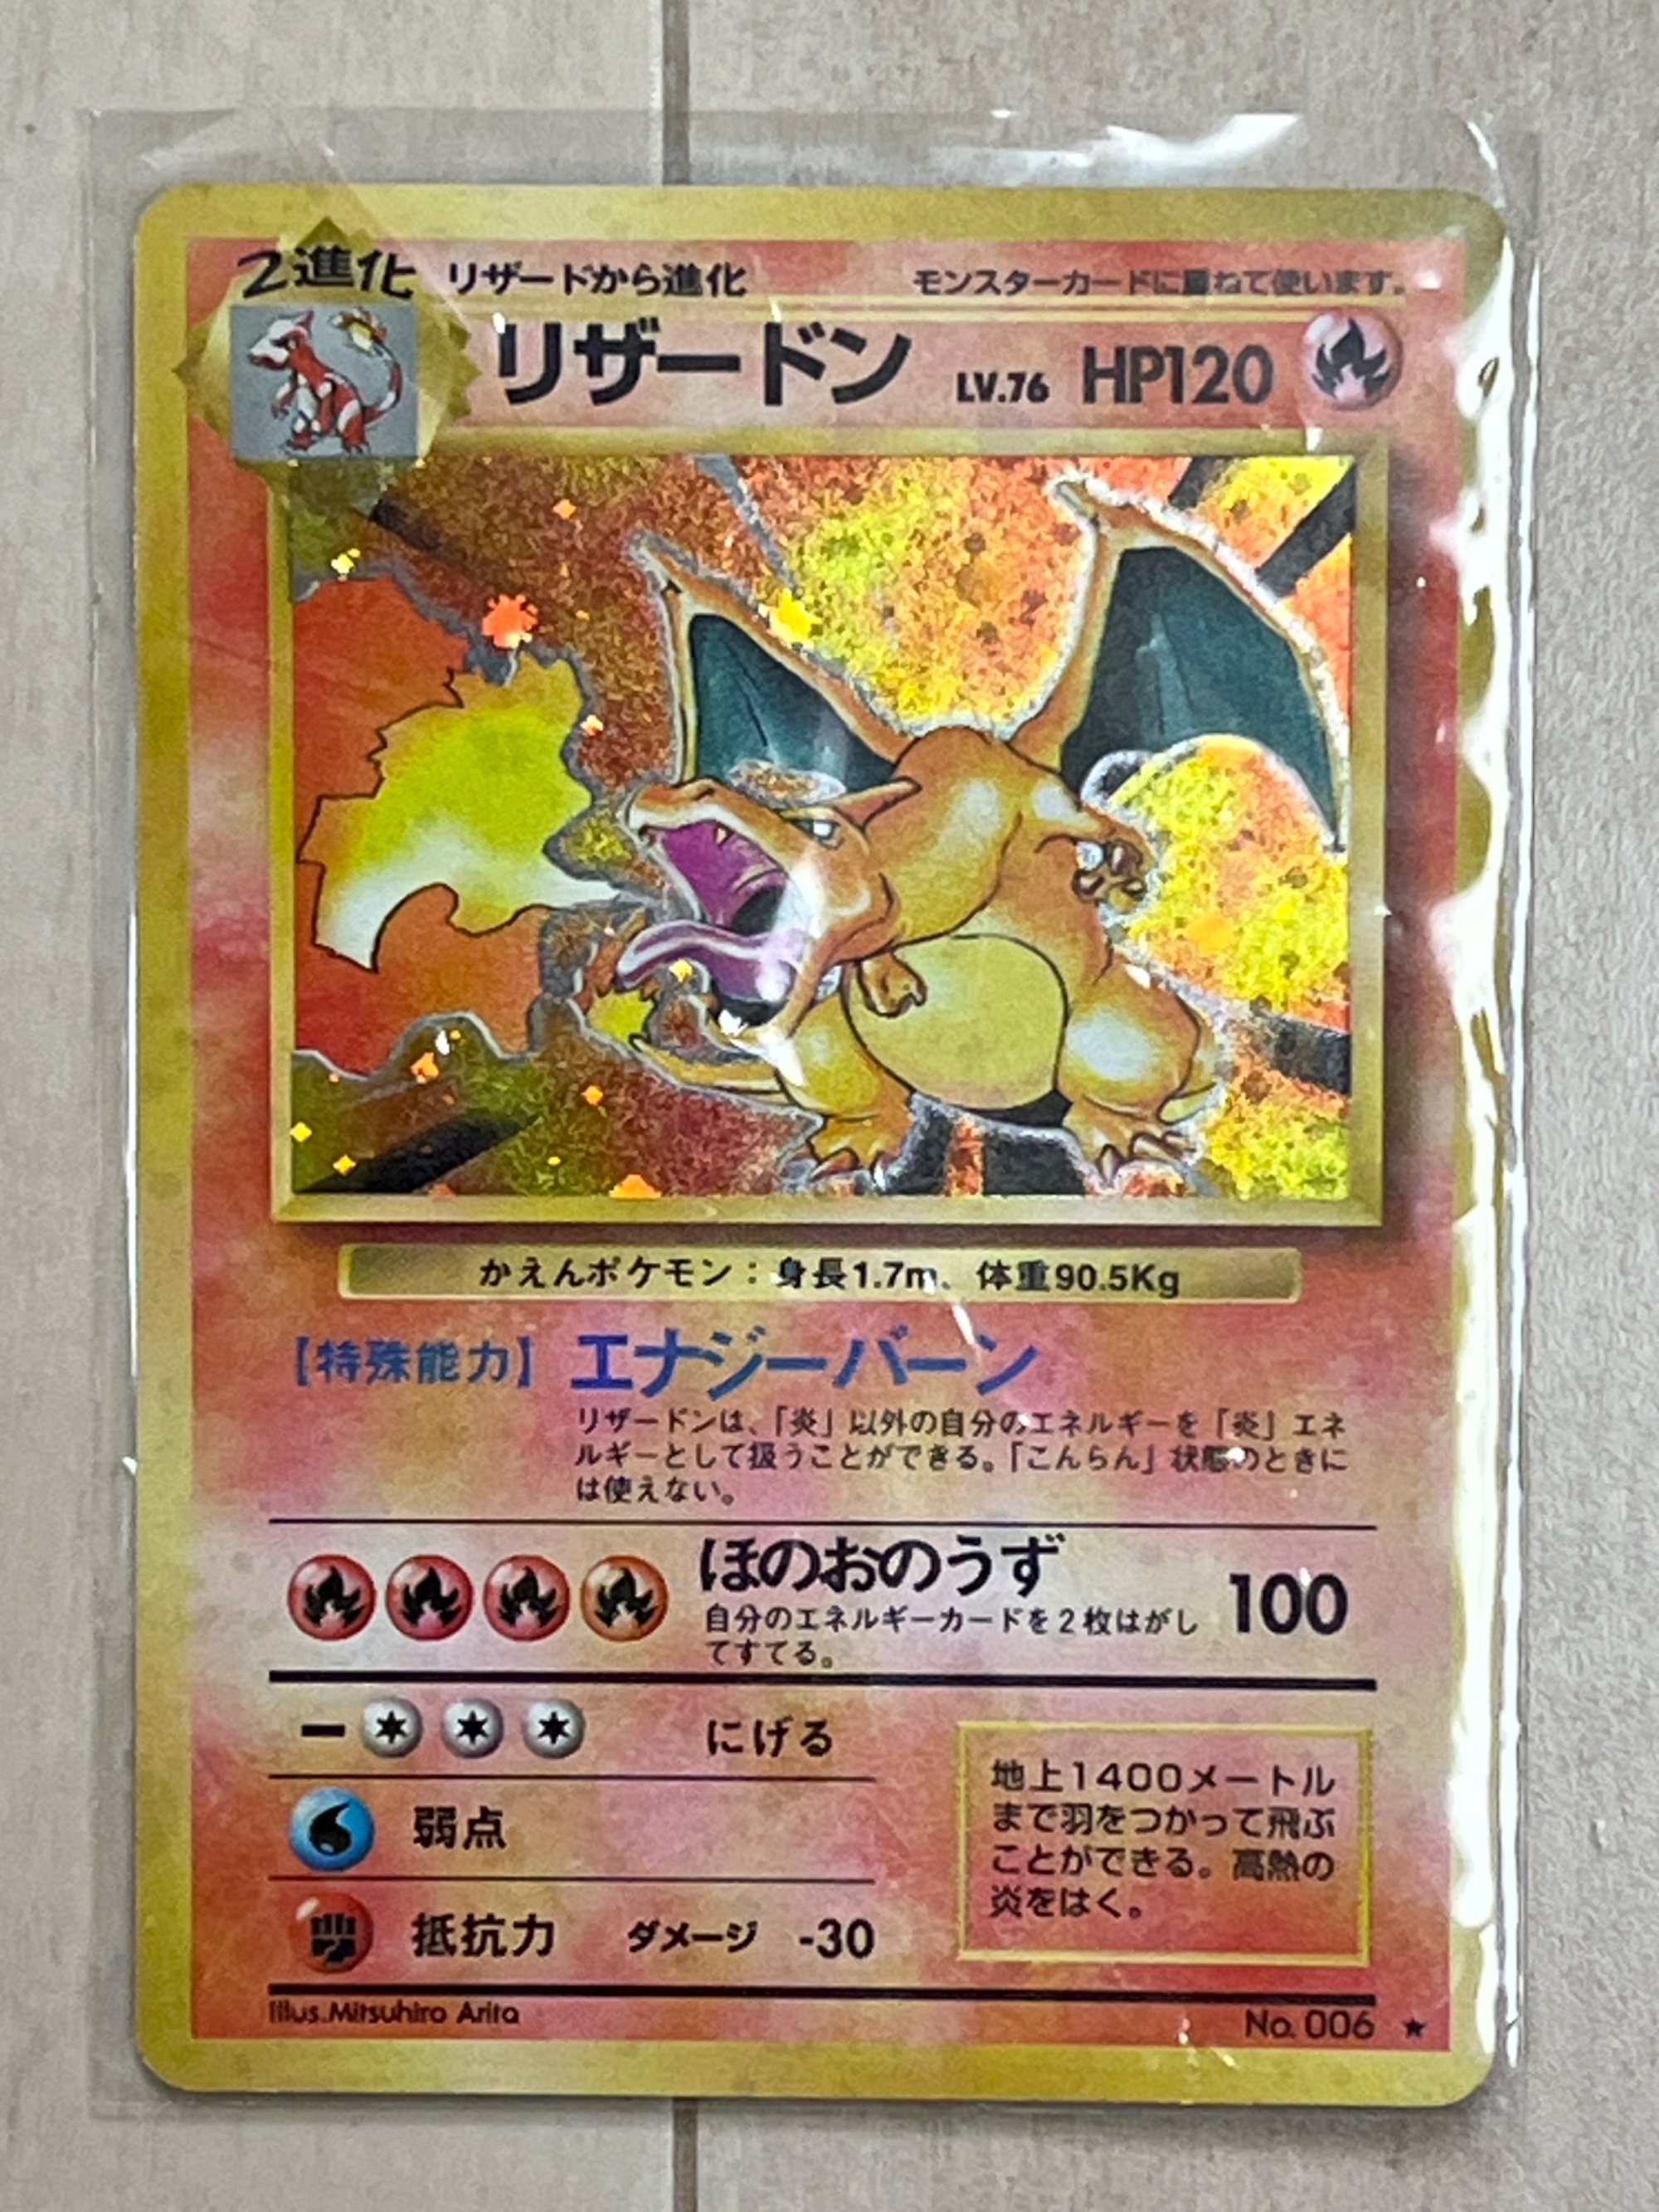 2進化 リザードから進化 モンスターカードに重ねて使います。
リザードン LV.76 HP120
かえんポケモン：身長1.7m、体重90.5Kg
【特殊能力】エナジーバーン
リザードンは、「炎」以外の自分のエネルギーを「炎」エネ
ルギーとして扱うことができる。「こんらん」状態のときに
は使えない。
ほのおのうず 100
自分のエネルギーカードを2枚はがし
てすてる。
ー にげる
弱点
抵抗力 ダメージ -30
地上1400メートル
まで羽をつかって飛ぶ
ことができる。高熱の
炎をはく。
Illus.Mitsuhiro Arita No.006 ★